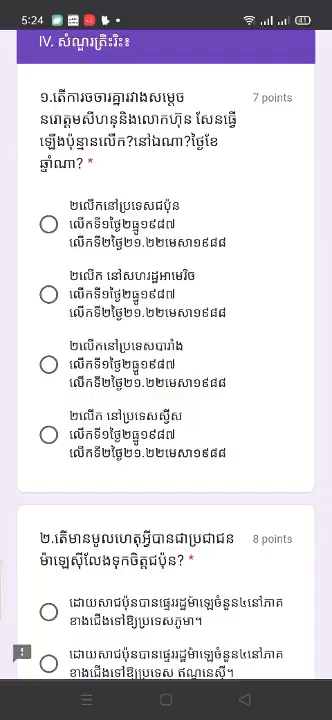 5:24
41
IV. សំណួរត្រិះរិះ៖
១.តើការចចារគ្នារវាងសម្ដេច
នរោត្តមសីហនុនិងលោកហ៊ុន សែនធ្វើ
ឡើងប៉ុន្មានលើក?នៅឯណា?ថ្ងៃខែ
ឆ្នាំណា? *
7 points
២លើកនៅប្រទេសជប៉ុន
លើកទី១ថ្ងៃ២ធ្នូ១៩៨៧
លើកទី២ថ្ងៃ២១.២២មេសា១៩៨៨
២លើក នៅសហរដ្ឋអាមេរិច
លើកទី១ថ្ងៃ២ធ្នូ១៩៨៧
លើកទី២ថ្ងៃ២១.២២មេសា១៩៨៨
២លើកនៅប្រទេសបារាំង
លើកទី១ថ្ងៃ២ធ្នូ១៩៨៧
លើកទី២ថ្ងៃ២១.២២មេសា១៩៨៨
២លើក នៅប្រទេសស្វីស
លើកទី១ថ្ងៃ២ធ្នូ១៩៨៧
លើកទី២ថ្ងៃ២១.២២មេសា១៩៨៨
២.តើមានមូលហេតុអ្វីបានជាប្រជាជន
ម៉ាឡេស៊ីលែងទុកចិត្តជប៉ុន? *
8 points
ដោយសាជប៉ុនបានផ្ទេររដ្ឋម៉ាឡេចំនួន៤នៅភាគ
ខាងជើងទៅឱ្យប្រទេសភូមា។
ដោយសាជប៉ុនបានផ្ទេររដ្ឋម៉ាឡេចំនួន៤នៅភាគ
ខាងជើងទៅឱ្យប្រទេស ឥណ្ឌូនេស៊ី។